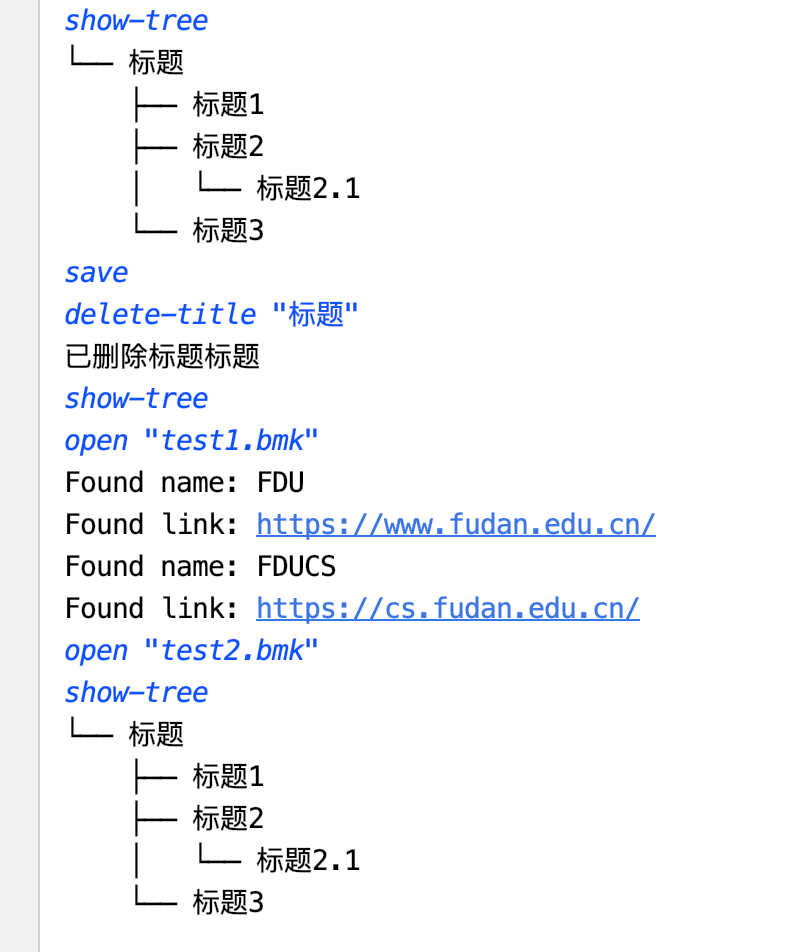 show-tree
└── 标题
    ├── 标题1
    ├── 标题2
    │   └── 标题2.1
    └── 标题3
save
delete-title "标题"
已删除标题标题
show-tree
open "test1.bmk"
Found name: FDU
Found link: https://www.fudan.edu.cn/
Found name: FDUCS
Found link: https://cs.fudan.edu.cn/
open "test2.bmk"
show-tree
└── 标题
    ├── 标题1
    ├── 标题2
    │   └── 标题2.1
    └── 标题3